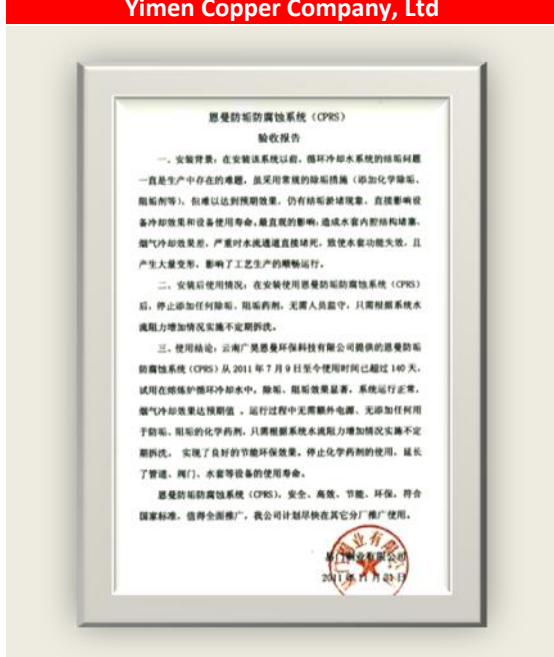 Yimen Copper Company, Ltd
恩曼防垢防腐蚀系统（CPRS）
验收报告
一、安装背景：在安装该系统以前，循环冷却水系统的结垢问题
一直是生产中存在的难题，虽采用常规的除垢措施（添加化学除垢、
阻垢剂等），但难以达到预期效果，仍有结垢淤堵现象，直接影响设
备冷却效果和设备使用寿命，最直观的影响：造成水套内腔结构堵塞、
烟气冷却效果差，严重时水流通道直接堵死，致使水套功能失效，且
产生大量变形，影响了工艺生产的顺畅运行。
二、安装后使用情况：在安装使用恩曼防垢防腐蚀系统（CPRS）
后，停止添加任何除垢、阻垢药剂，无需人员监守，只需根据系统水
流阻力增加情况实施不定期拆洗。
三、使用结论：云南广昊恩曼环保科技有限公司提供的恩曼防垢
防腐蚀系统（CPRS）从 2011 年 7 月 9 日至今使用时间已超过 140 天，
试用在熔炼炉循环冷却水中，除垢、阻垢效果显著，系统运行正常，
烟气冷却效果达预期值 。运行过程中无需额外电源、无添加任何用
于防垢、阻垢的化学药剂，只需根据系统水流阻力增加情况实施不定
期拆洗。 实现了良好的节能环保效果。停止化学药剂的使用，延长
了管道、阀门、水套等设备的使用寿命。
恩曼防垢防腐蚀系统（CPRS），安全、高效、节能、环保，符合
国家标准，值得全面推广，我公司计划尽快在其它分厂推广使用。
易门铜业有限公司
2011 年 11 月 31 日